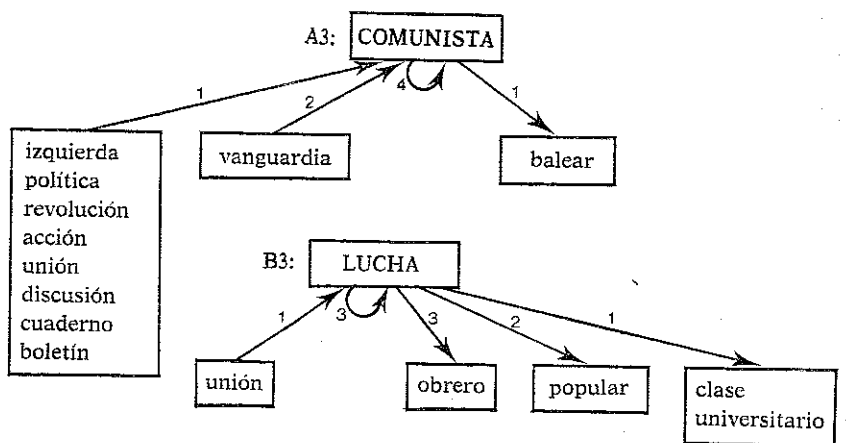 A3: COMUNISTA
1
2
4
1
izquierda
política
revolución
acción
unión
discusión
cuaderno
boletín
vanguardia
balear
B3: LUCHA
1
3
3
2
1
unión
obrero
popular
clase
universitario